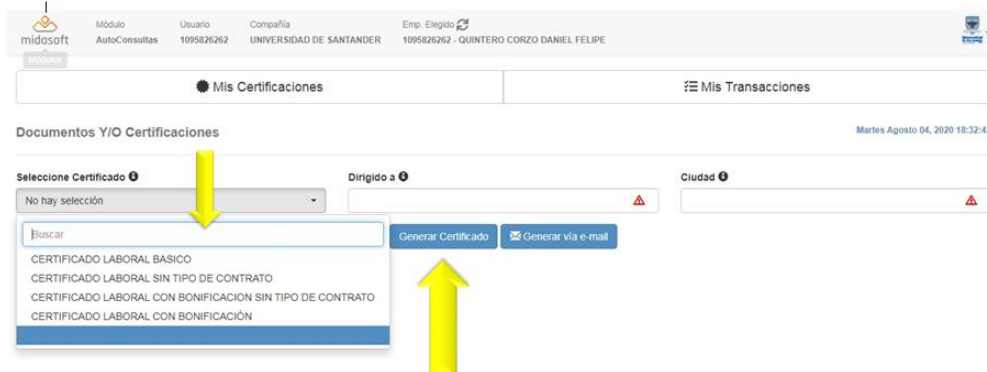 Módulo Usuario Compañía Emp. Elegido
midasoft AutoConsultas 1095826262 UNIVERSIDAD DE SANTANDER 1095826262 - QUINTERO CORZO DANIEL FELIPE
Módulos
Mis Certificaciones Mis Transacciones
Documentos Y/O Certificaciones Martes Agosto 04, 2020 18:32:4
Seleccione Certificado Dirigido a Ciudad
No hay selección
Buscar Generar Certificado Generar vía e-mail
CERTIFICADO LABORAL BASICO
CERTIFICADO LABORAL SIN TIPO DE CONTRATO
CERTIFICADO LABORAL CON BONIFICACION SIN TIPO DE CONTRATO
CERTIFICADO LABORAL CON BONIFICACIÓN